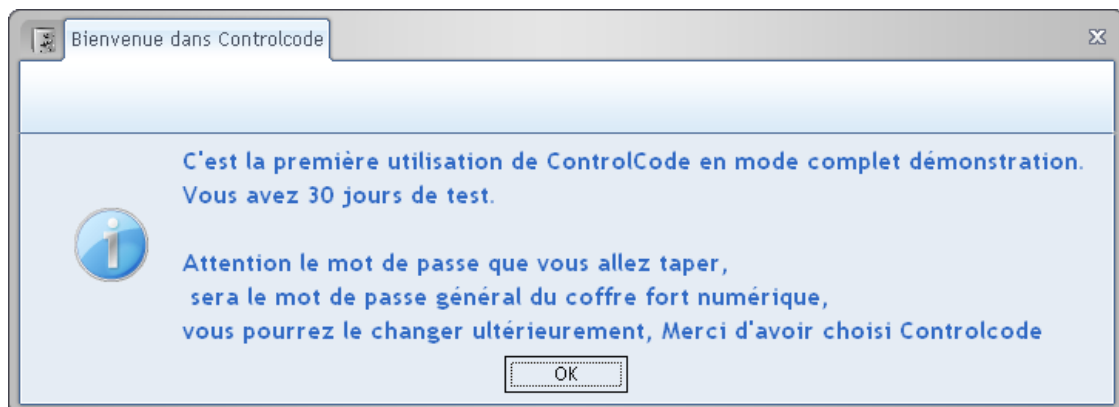 Bienvenue dans Controlcode
C'est la première utilisation de ControlCode en mode complet démonstration.
Vous avez 30 jours de test.
Attention le mot de passe que vous allez taper,
sera le mot de passe général du coffre fort numérique,
vous pourrez le changer ultérieurement, Merci d'avoir choisi Controlcode
OK